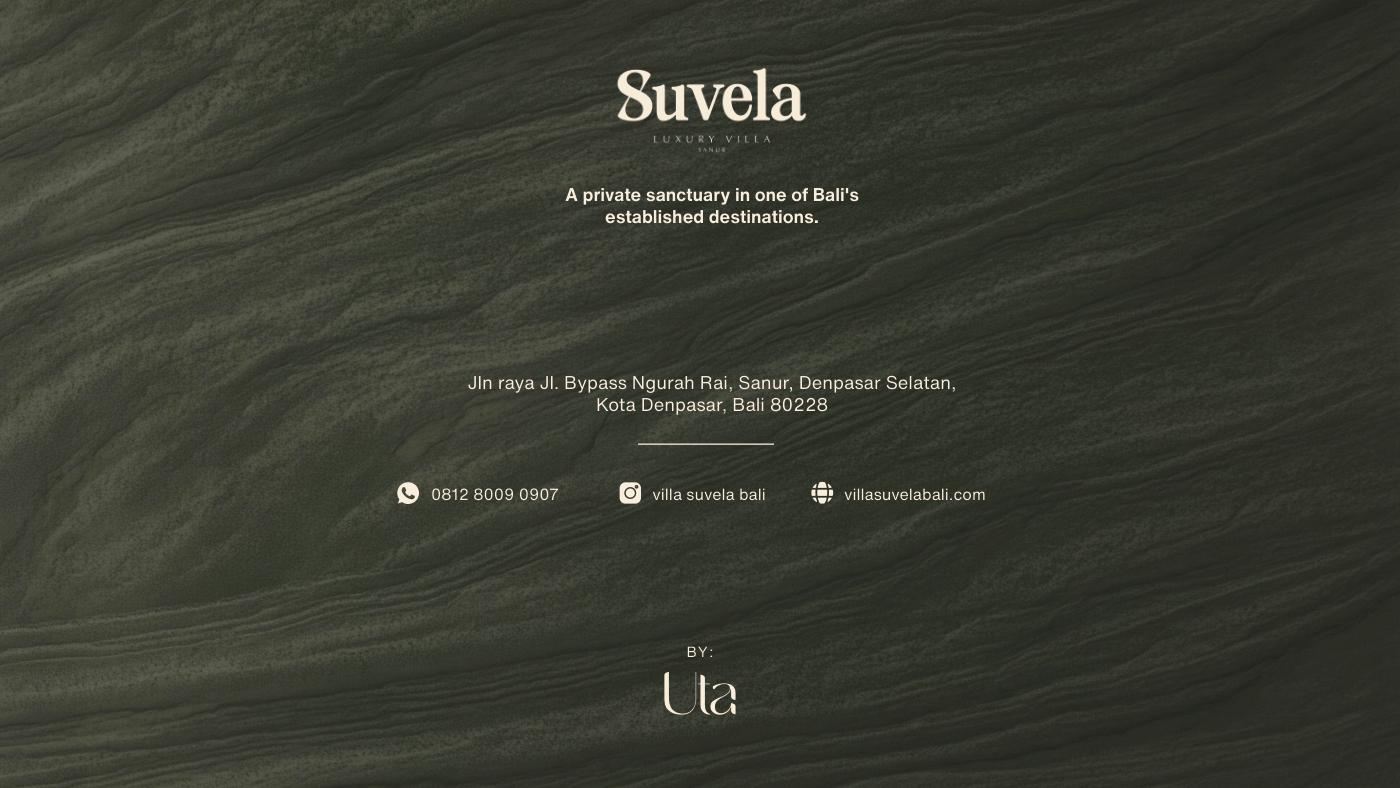 Suvela
LUXURY VILLA
SANUR
A private sanctuary in one of Bali's
established destinations.
Jln raya Jl. Bypass Ngurah Rai, Sanur, Denpasar Selatan,
Kota Denpasar, Bali 80228
0812 8009 0907
villa suvela bali
villasuvelabali.com
BY:
Uta